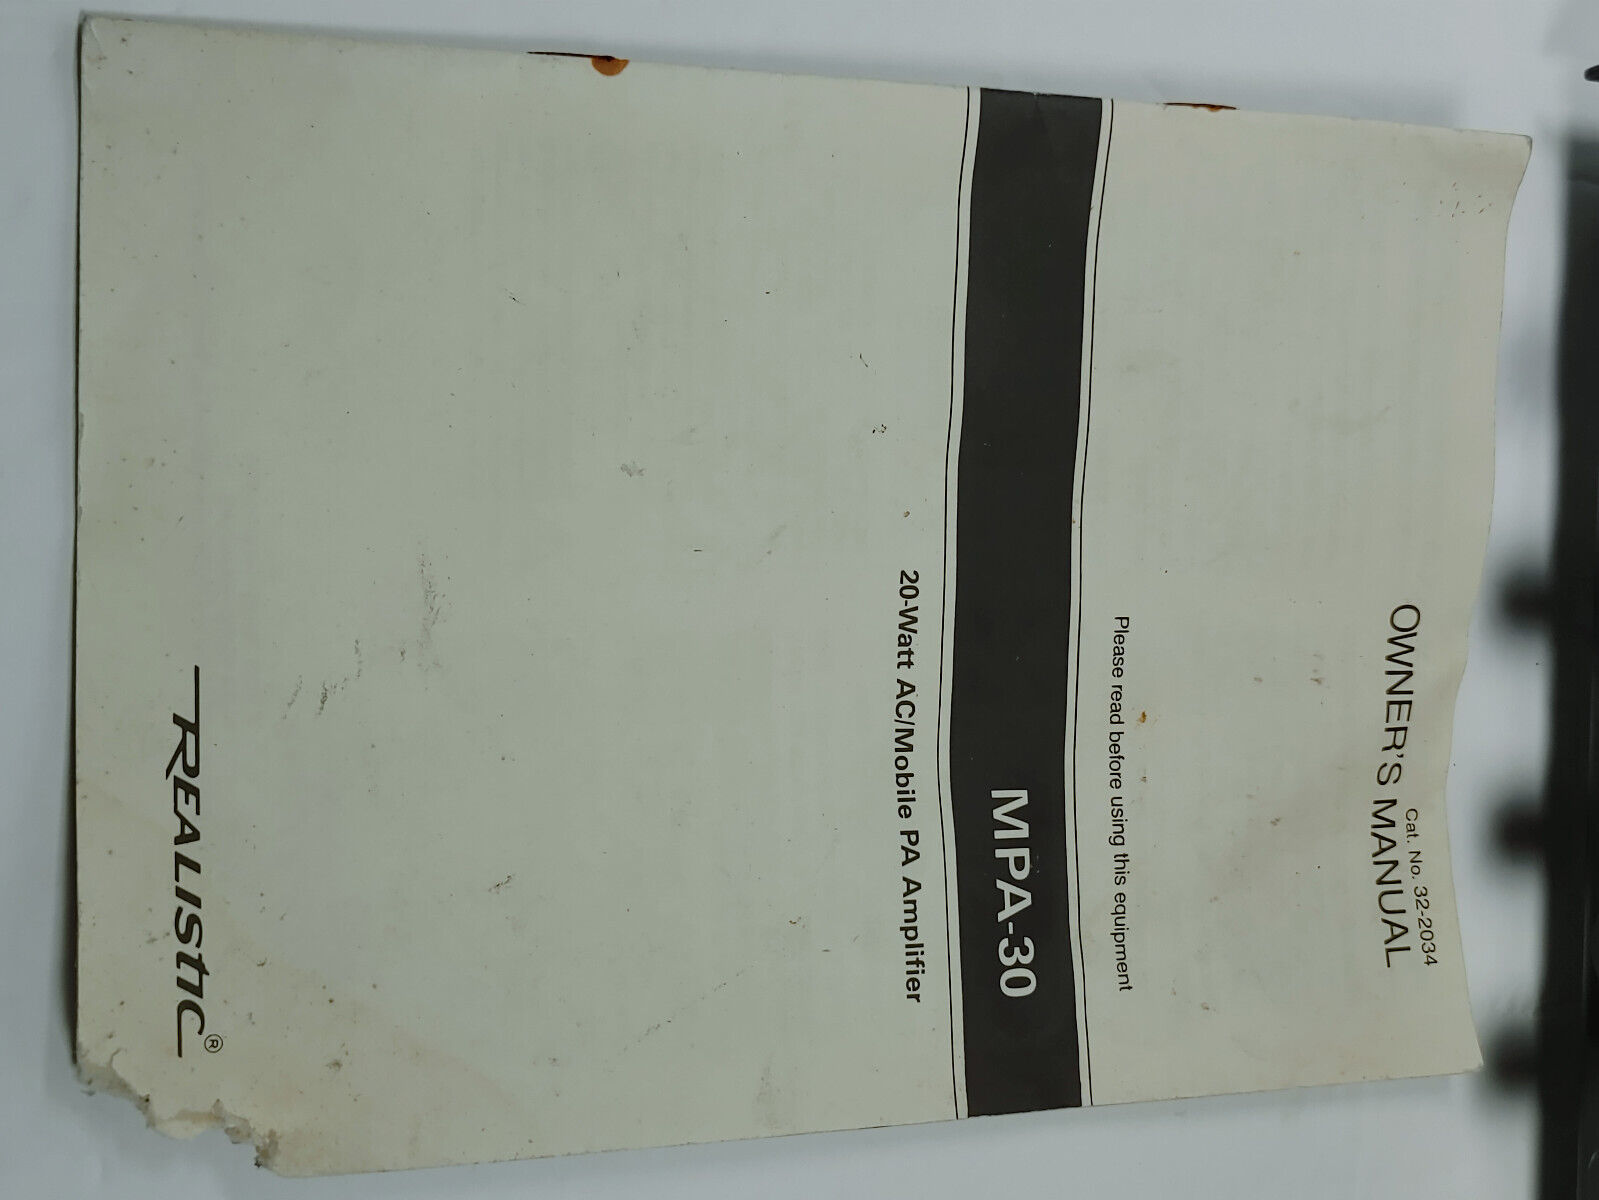 Cat. No. 32-2034
OWNER'S MANUAL
Please read before using this equipment
MPA-30
20-Watt AC/Mobile PA Amplifier
REALISTIC®